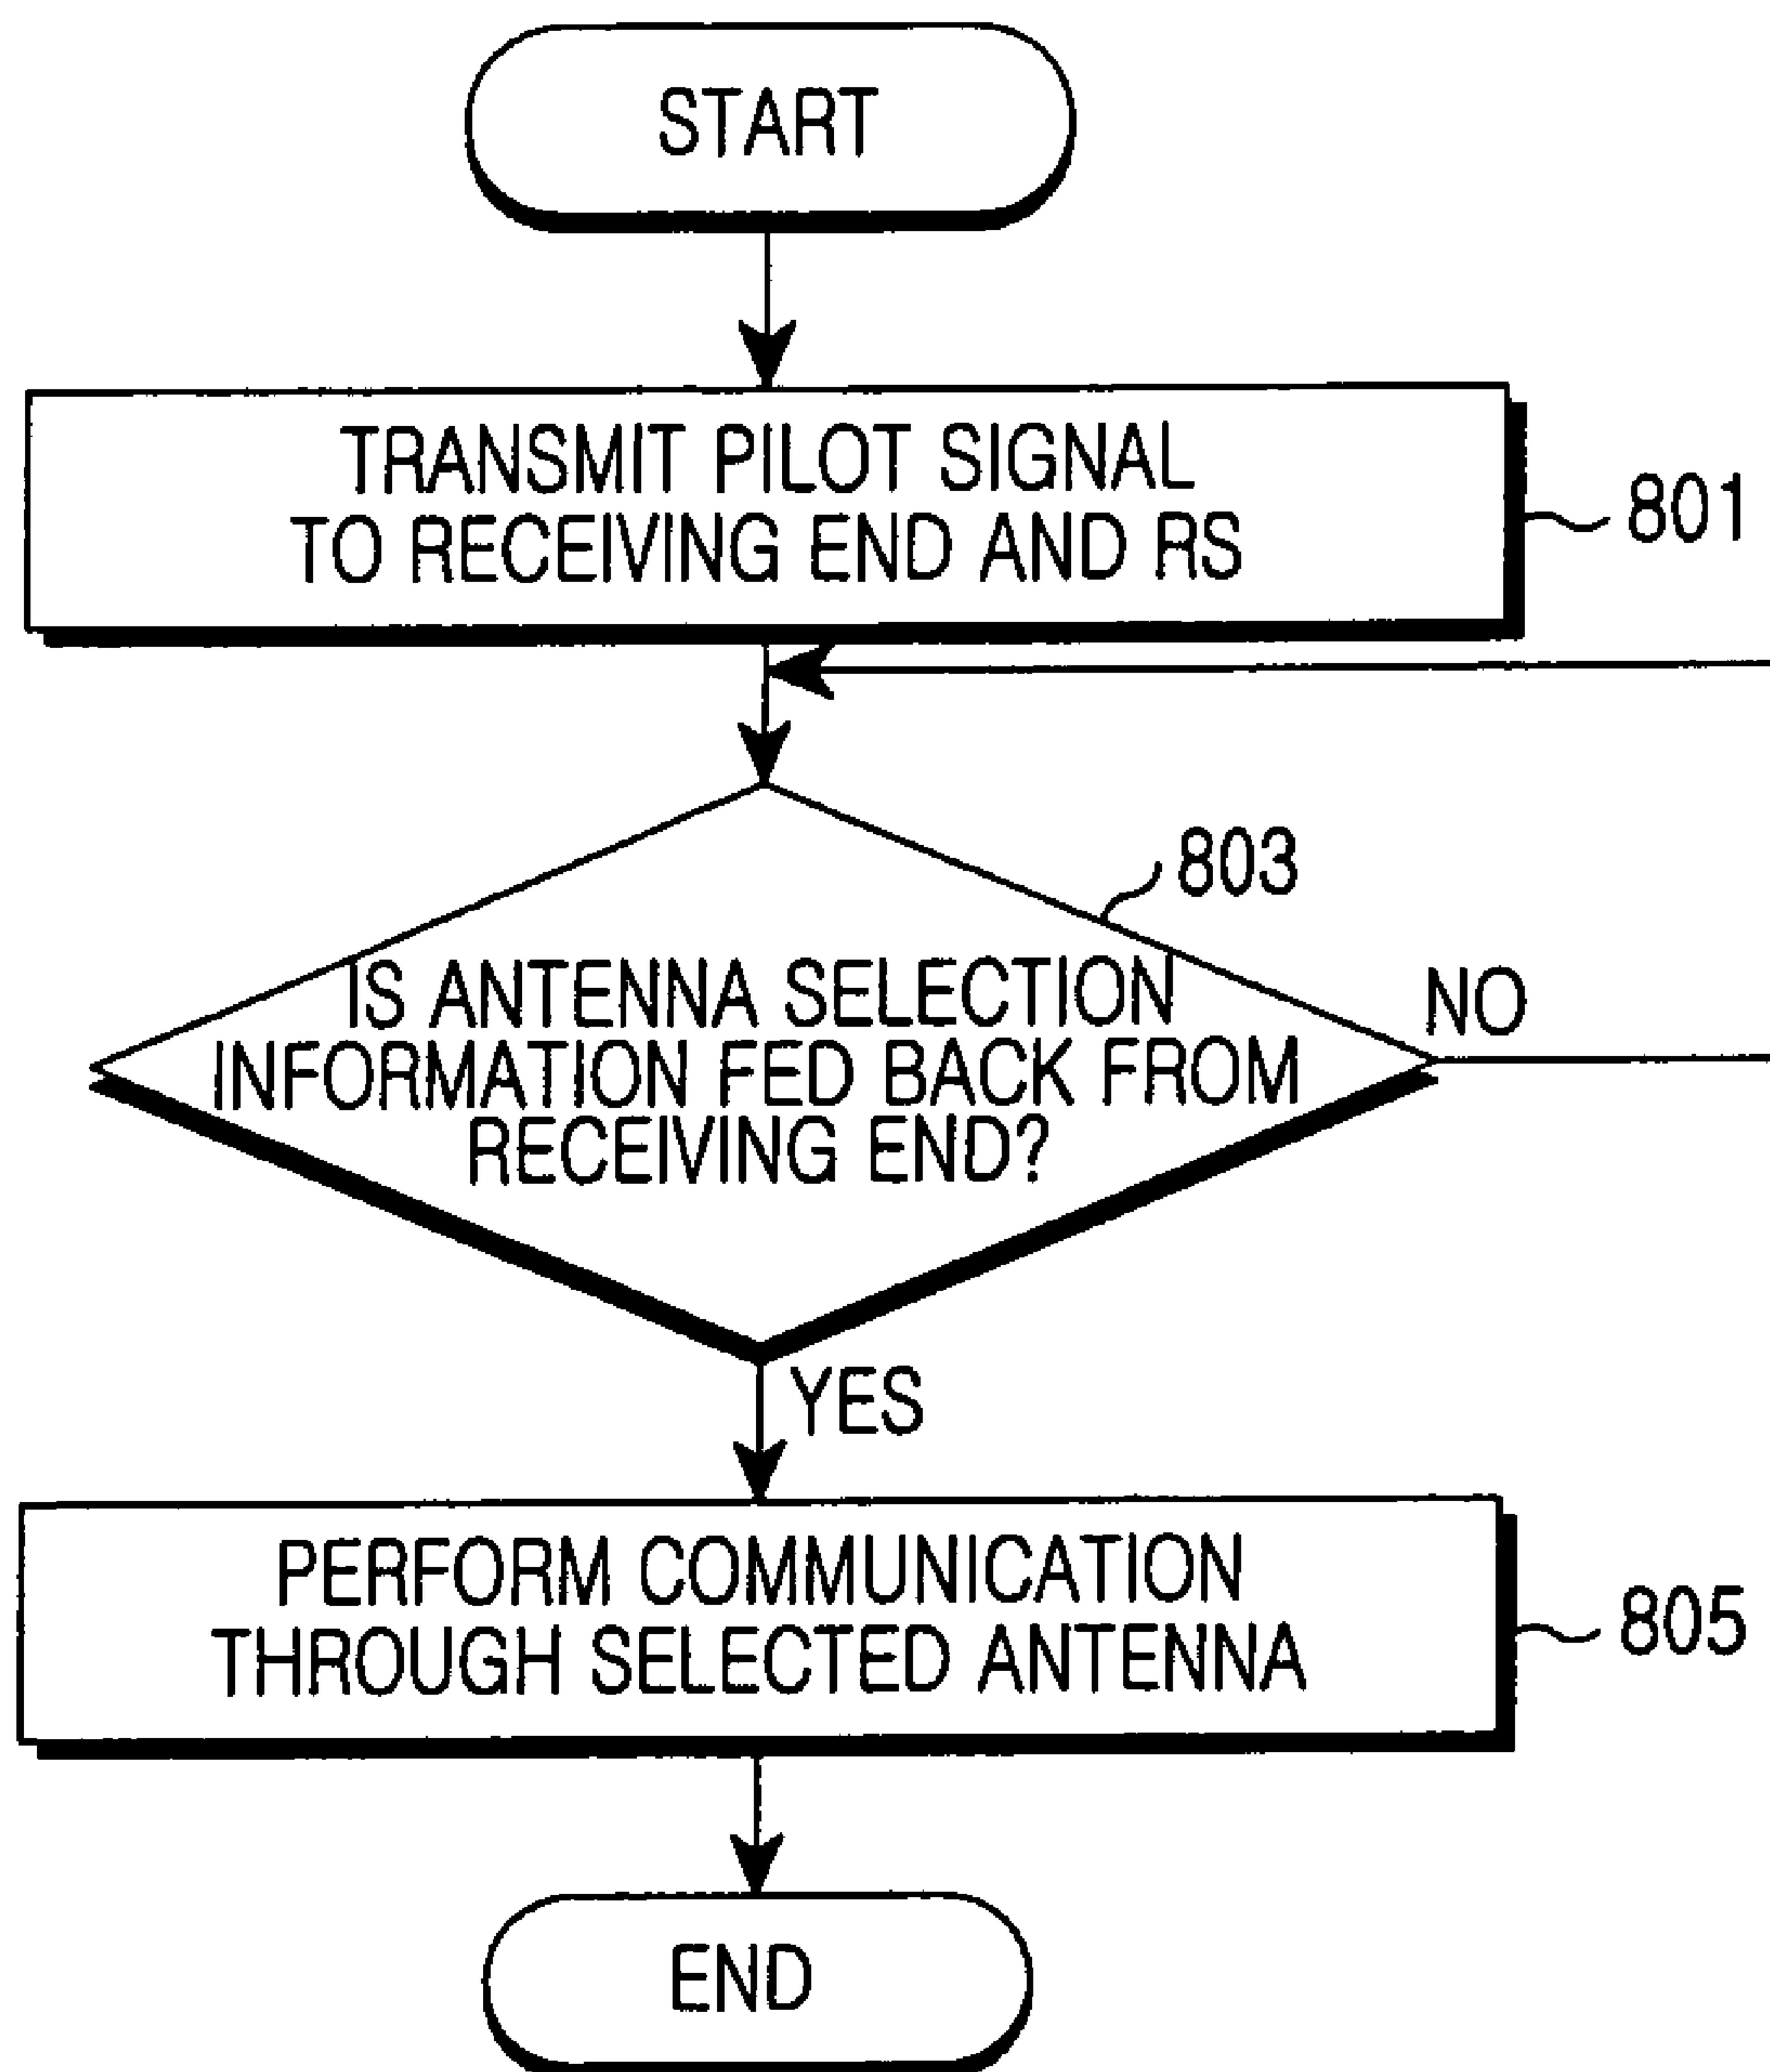 START
TRANSMIT PILOT SIGNAL
TO RECEIVING END AND RS
801
803
IS ANTENNA SELECTION
INFORMATION FED BACK FROM
RECEIVING END?
NO
YES
PERFORM COMMUNICATION
THROUGH SELECTED ANTENNA
805
END